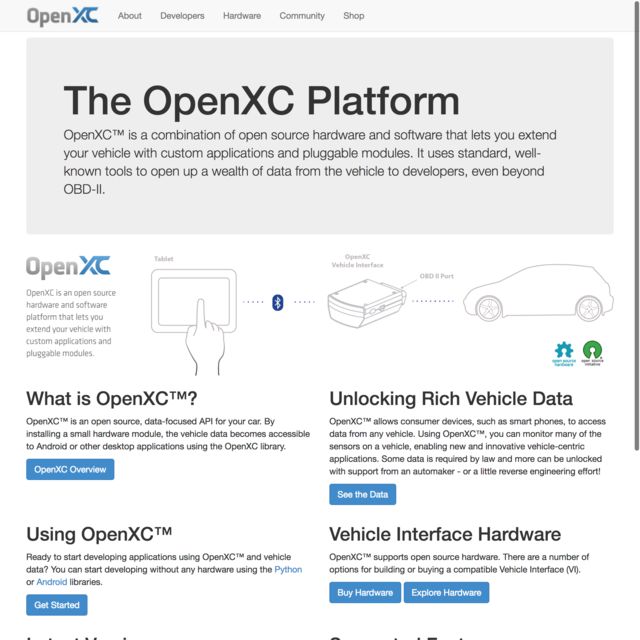 OpenXC About Developers Hardware Community Shop
The OpenXC Platform
OpenXC™ is a combination of open source hardware and software that lets you extend
your vehicle with custom applications and pluggable modules. It uses standard, well-
known tools to open up a wealth of data from the vehicle to developers, even beyond
OBD-II.
OpenXC
OpenXC is an open source
hardware and software
platform that lets you
extend your vehicle with
custom applications and
pluggable modules.
Tablet
OpenXC
Vehicle Interface
OBD II Port
open source
hardware
open source
initiative
What is OpenXC™?
OpenXC™ is an open source, data-focused API for your car. By
installing a small hardware module, the vehicle data becomes accessible
to Android or other desktop applications using the OpenXC library.
OpenXC Overview
Unlocking Rich Vehicle Data
OpenXC™ allows consumer devices, such as smart phones, to access
data from any vehicle. Using OpenXC™, you can monitor many of the
sensors on a vehicle, enabling new and innovative vehicle-centric
applications. Some data is required by law and more can be unlocked
with support from an automaker - or a little reverse engineering effort!
See the Data
Using OpenXC™
Ready to start developing applications using OpenXC™ and vehicle
data? You can start developing without any hardware using the Python
or Android libraries.
Get Started
Vehicle Interface Hardware
OpenXC™ supports open source hardware. There are a number of
options for building or buying a compatible Vehicle Interface (VI).
Buy Hardware Explore Hardware